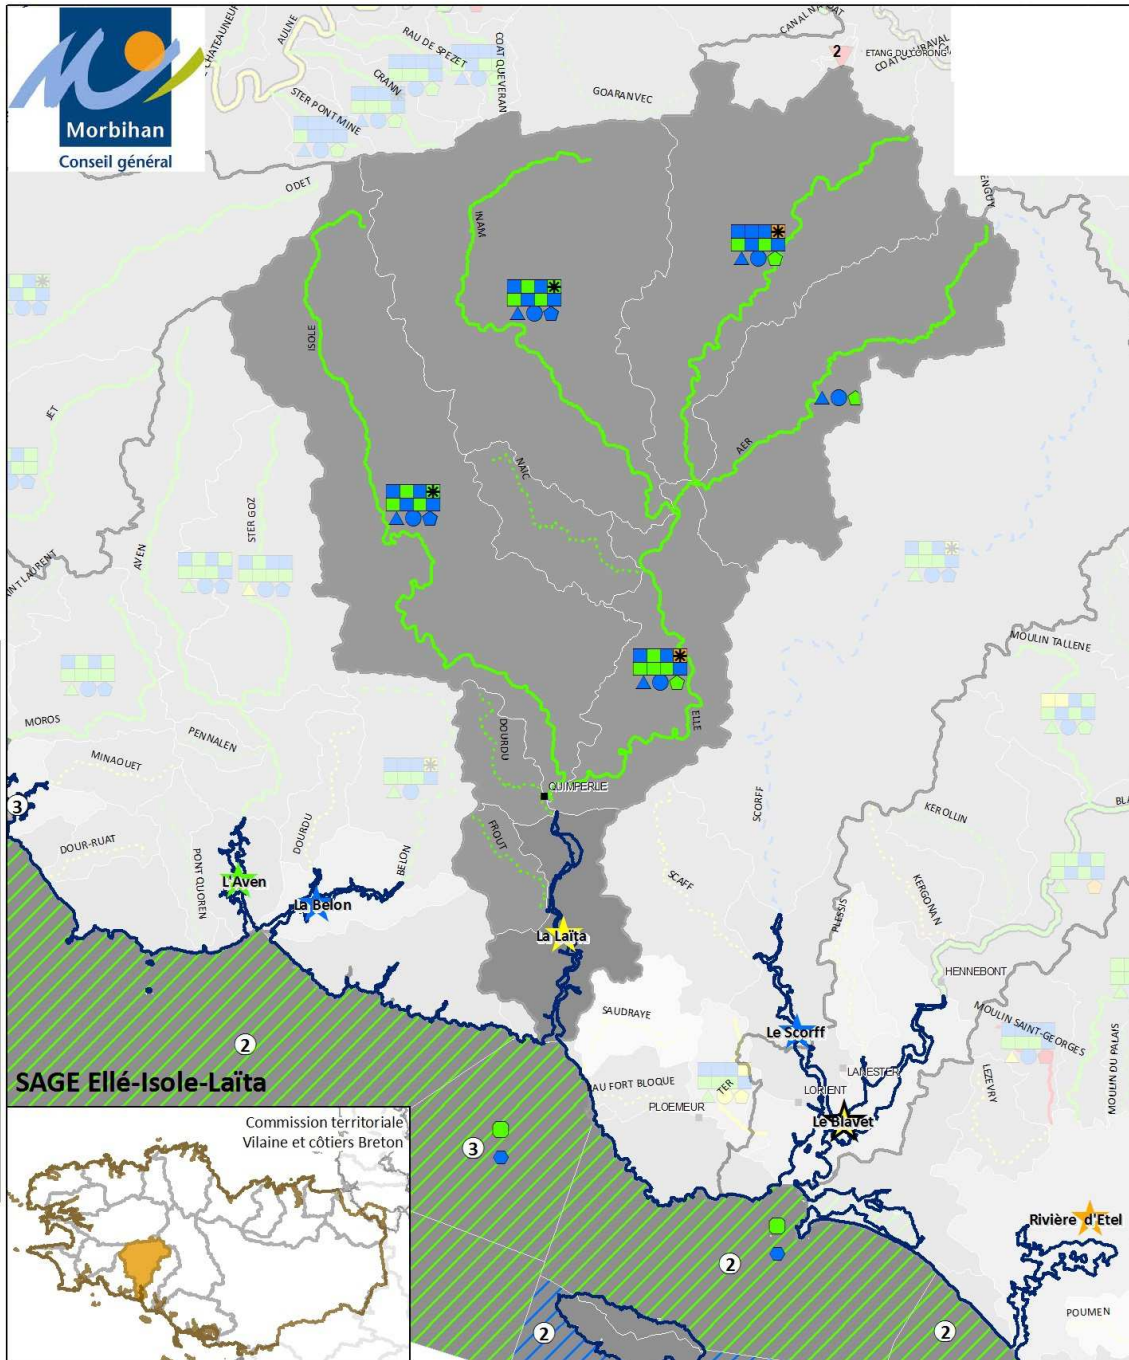 Morbihan
Conseil général
AULNE
RAU DE SPEZET
CRANN
STER PONT MINE
COAT QUEVERAN
GOARANVEC
2
ETANG DU CORONG
ODET
INAM
ISOLE
JET
NAIC
AER
STER GOZ
AVEN
MOROS
MINAOUET
PENNALEN
DOUR-RUAT
PONT QUOREN
DOURDU
BELON
DOURDU
QUIMPERLE
FROUT
ELLE
MOULIN TALLENE
SCORFF
KEROLLIN
KERGONAN
SCAFF
PLESSIS
3
L'Aven
La Belon
La Laïta
HENNEBONT
MOULIN SAINT-GEORGES
SAUDRAYE
Le Scorff
LANESTER
LORIENT
TER
PLOEMEUR
Le Blavet
LEZEVRY
MOULIN DU PALAIS
2
SAGE Ellé-Isole-Laïta
Commission territoriale
Vilaine et côtiers Breton
3
2
2
2
Rivière d'Etel
POUMEN